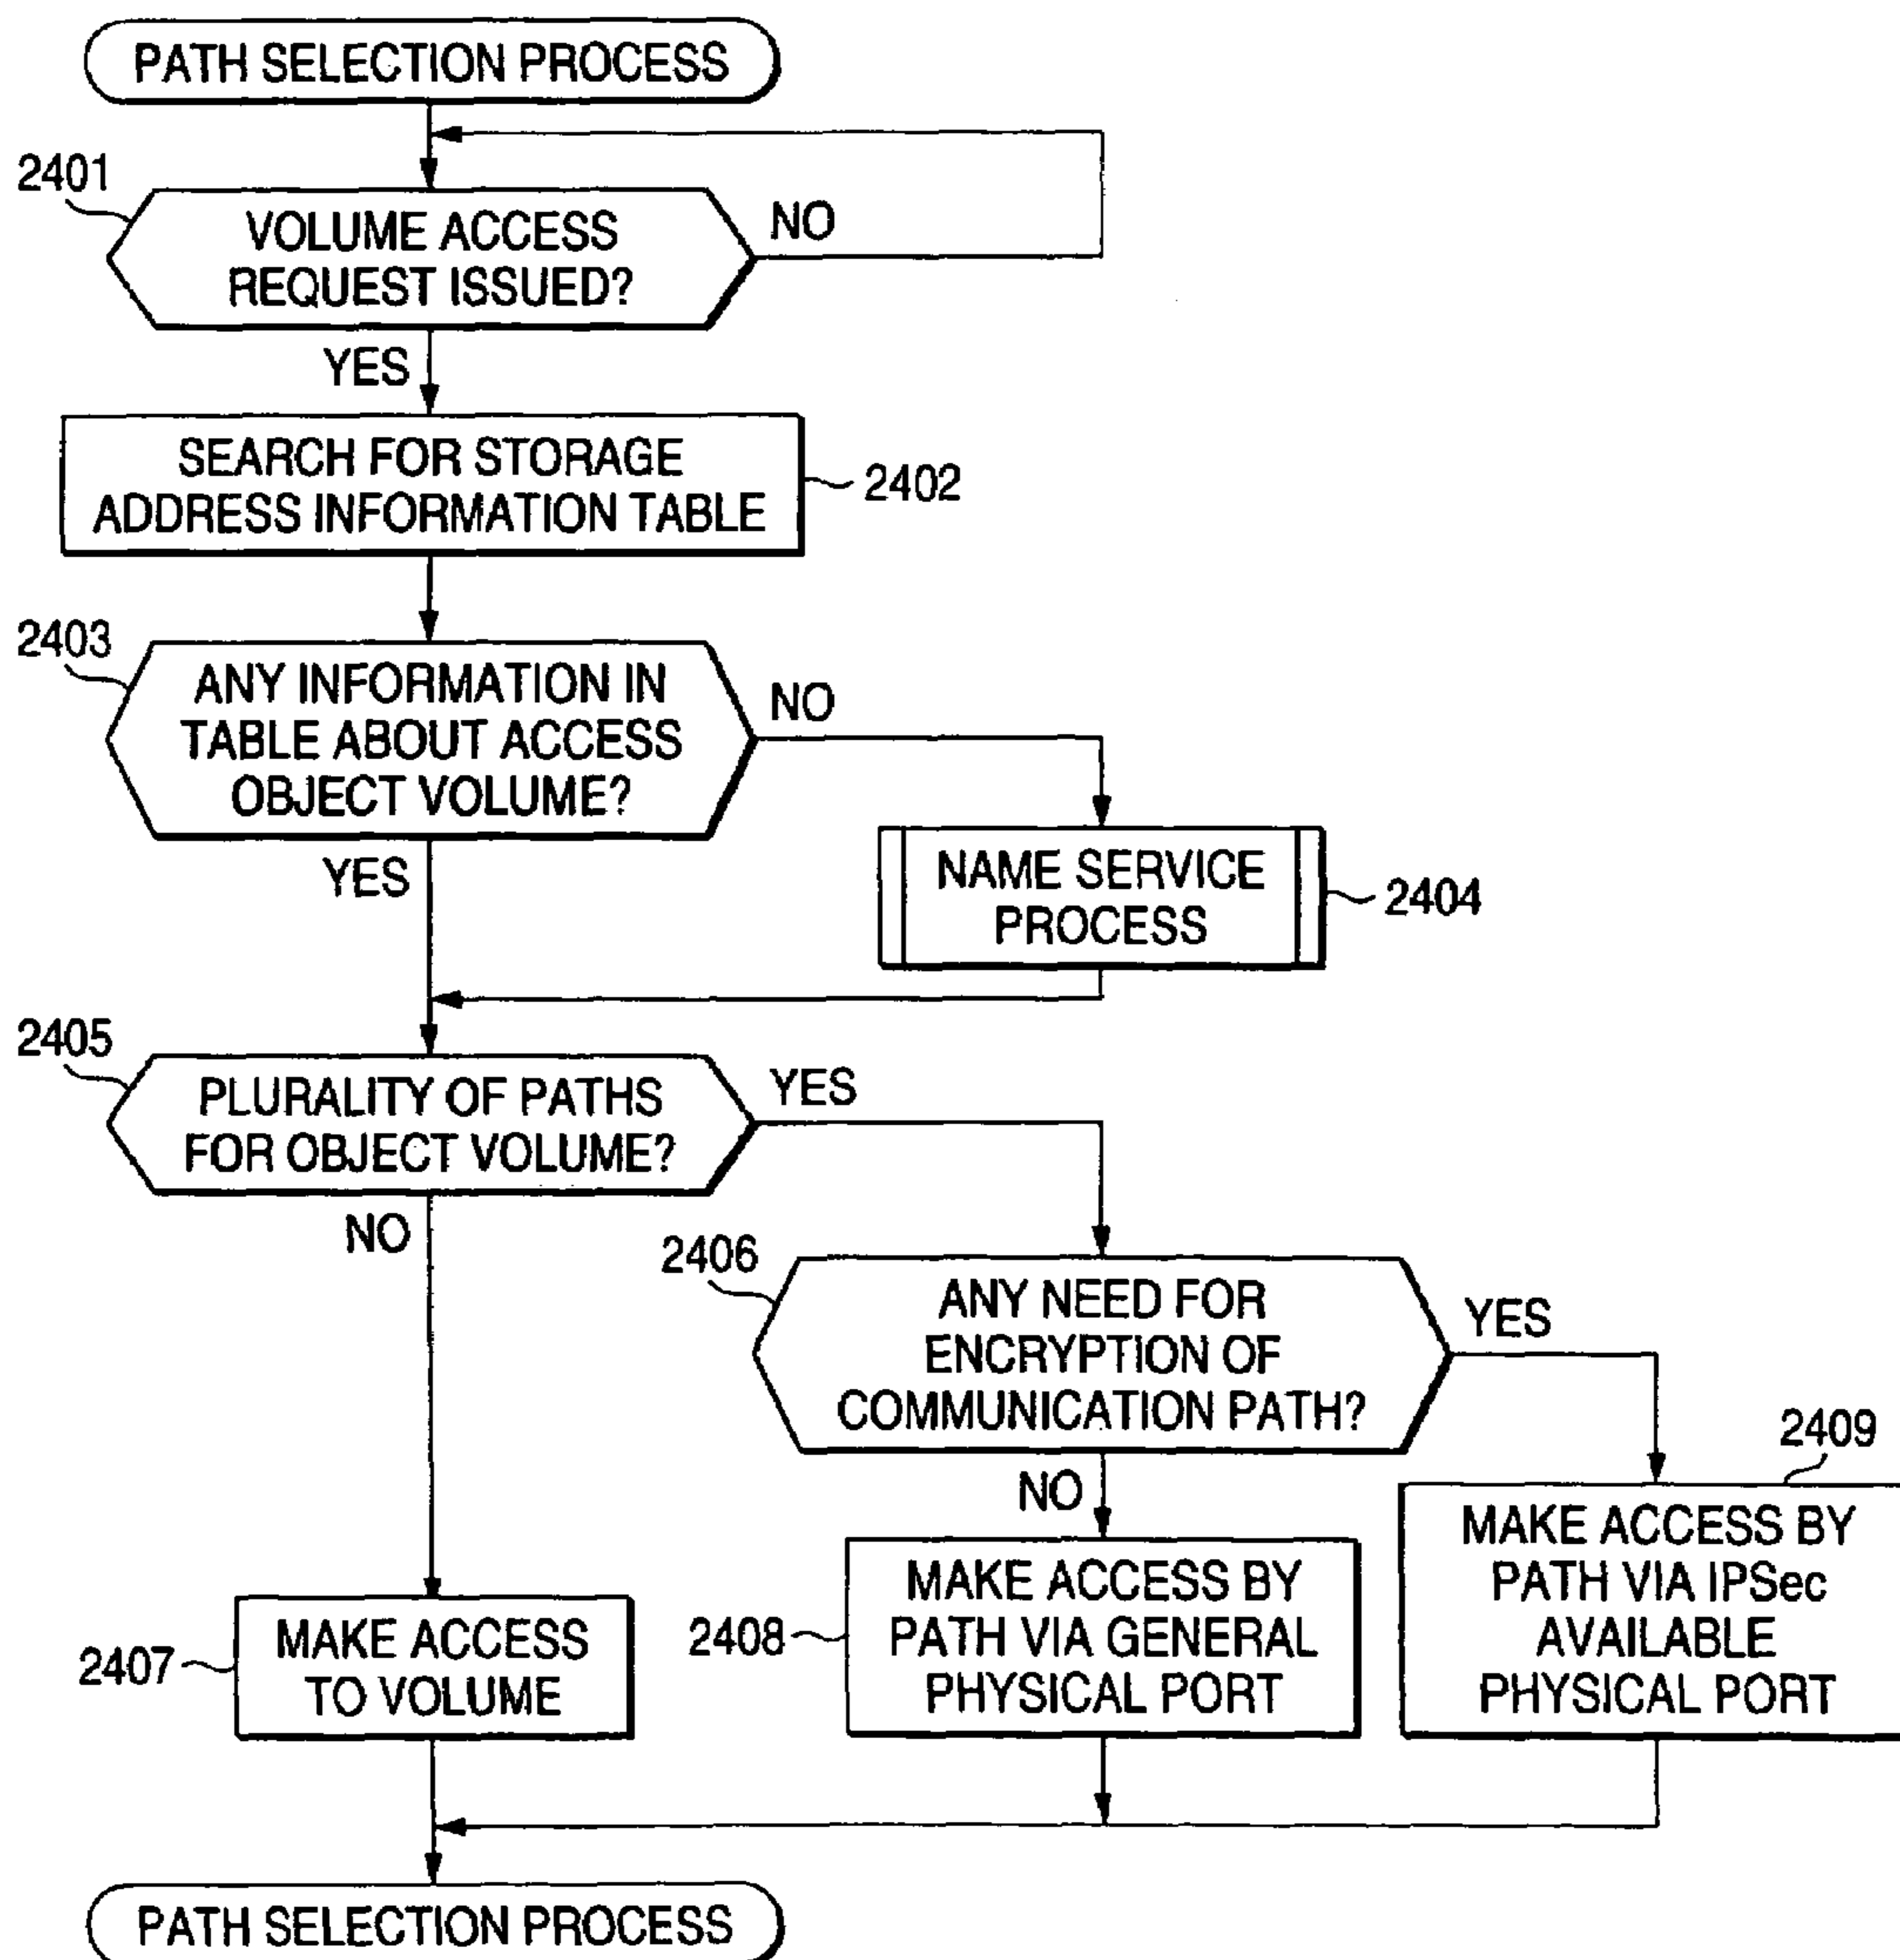 PATH SELECTION PROCESS
2401
VOLUME ACCESS
REQUEST ISSUED?
NO
YES
SEARCH FOR STORAGE
ADDRESS INFORMATION TABLE
2402
2403
ANY INFORMATION IN
TABLE ABOUT ACCESS
OBJECT VOLUME?
NO
YES
NAME SERVICE
PROCESS
2404
2405
PLURALITY OF PATHS
FOR OBJECT VOLUME?
YES
NO
2406
ANY NEED FOR
ENCRYPTION OF
COMMUNICATION PATH?
YES
NO
2409
MAKE ACCESS BY
PATH VIA IPSec
AVAILABLE
PHYSICAL PORT
2408
MAKE ACCESS BY
PATH VIA GENERAL
PHYSICAL PORT
2407
MAKE ACCESS
TO VOLUME
PATH SELECTION PROCESS